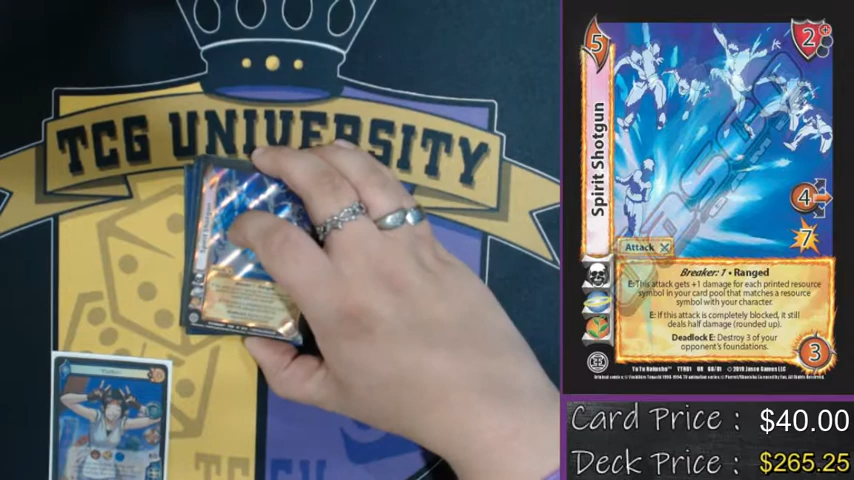 TCG UNIVERSITY
5
2
Spirit Shotgun
4
7
Attack
Breaker: 1 • Ranged
E: This attack gets +1 damage for each printed resource
symbol in your card pool that matches a resource
symbol with your character.
E: If this attack is completely blocked, it still
deals half damage (rounded up).
Deadlock E: Destroy 3 of your
opponent's foundations.
3
Card Price : $40.00
Deck Price : $265.25